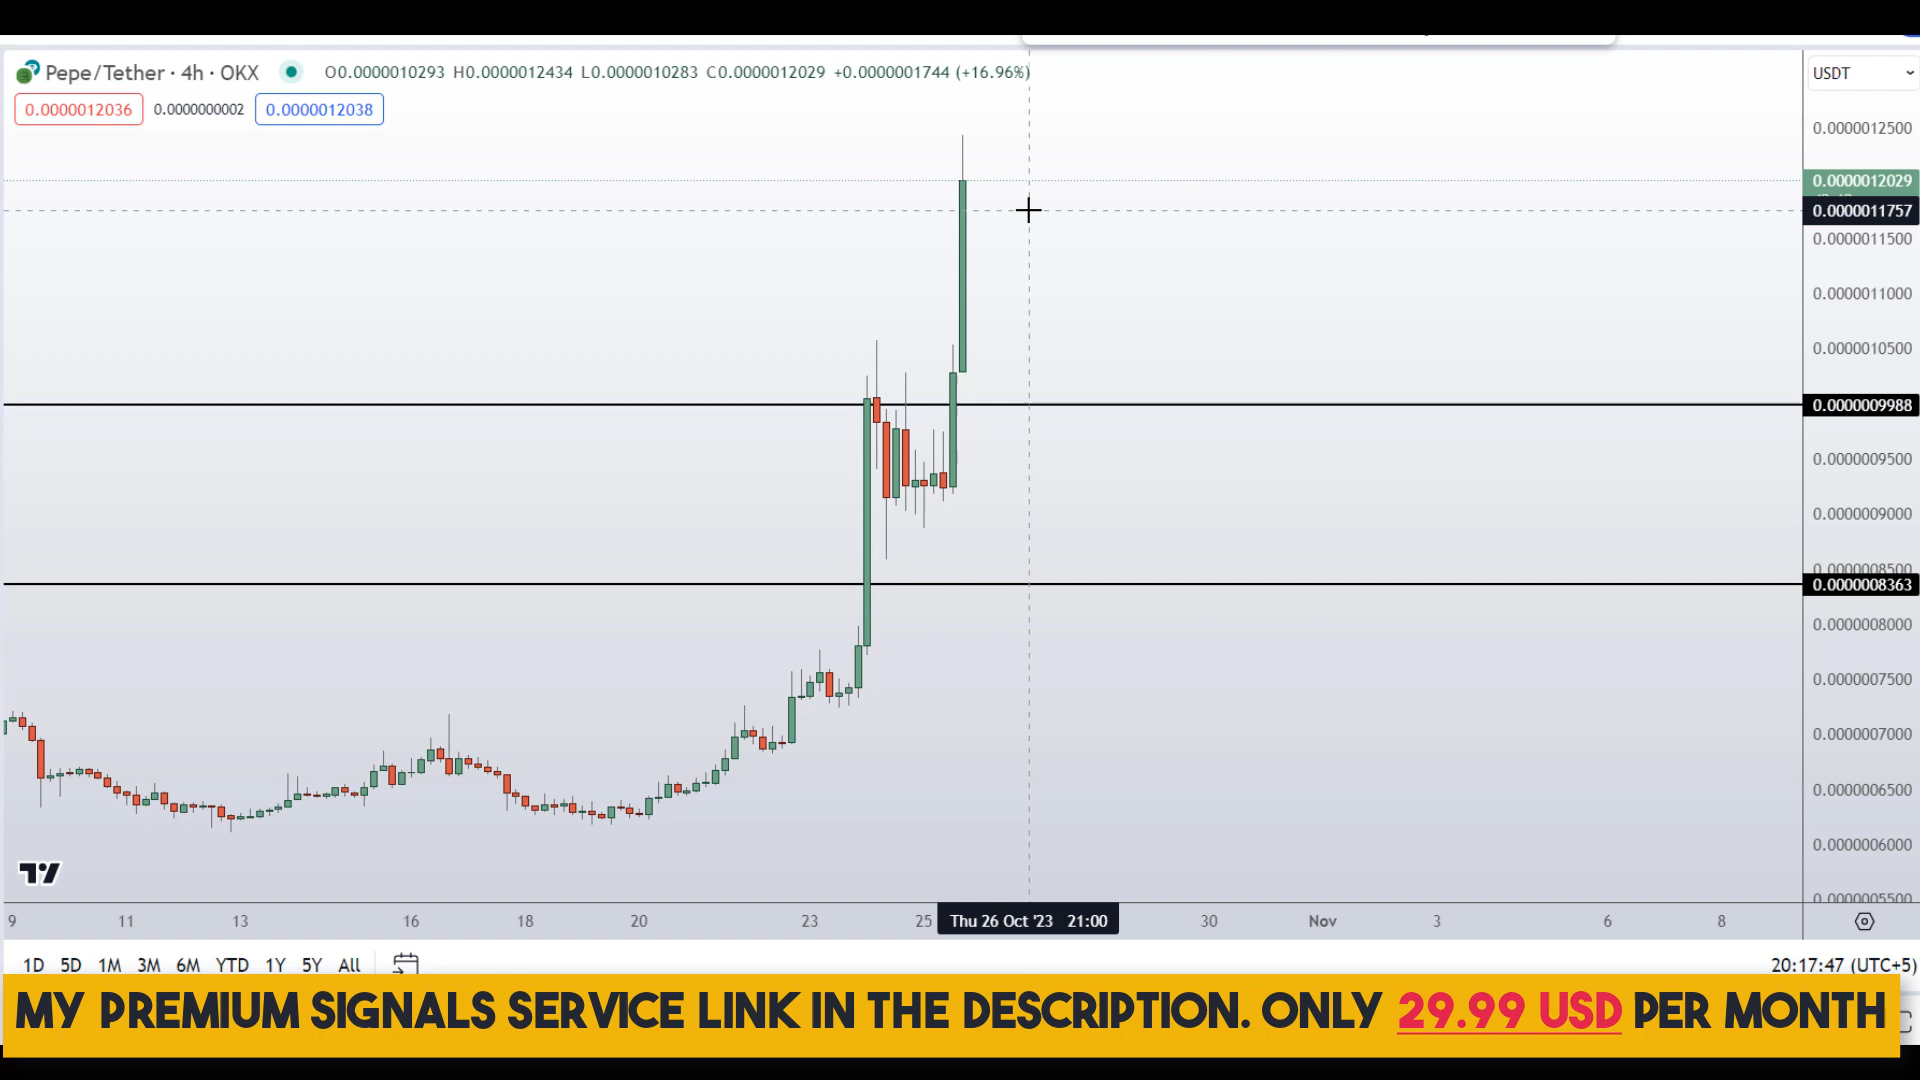 Pepe/Tether · 4h · OKX O0.0000010293 H0.0000012434 L0.0000010283 C0.0000012029 +0.0000001744 (+16.96%)
USDT
0.0000012036 0.0000000002 0.0000012038
0.0000012500
0.0000012029
0.0000011757
0.0000011500
0.0000011000
0.0000010500
0.0000009988
0.0000009500
0.0000009000
0.0000008500
0.0000008363
0.0000008000
0.0000007500
0.0000007000
0.0000006500
0.0000006000
0.0000005500
9 11 13 16 18 20 23 25 Thu 26 Oct '23 21:00 30 Nov 3 6 8
1D 5D 1M 3M 6M YTD 1Y 5Y All 20:17:47 (UTC+5)
MY PREMIUM SIGNALS SERVICE LINK IN THE DESCRIPTION. ONLY 29.99 USD PER MONTH